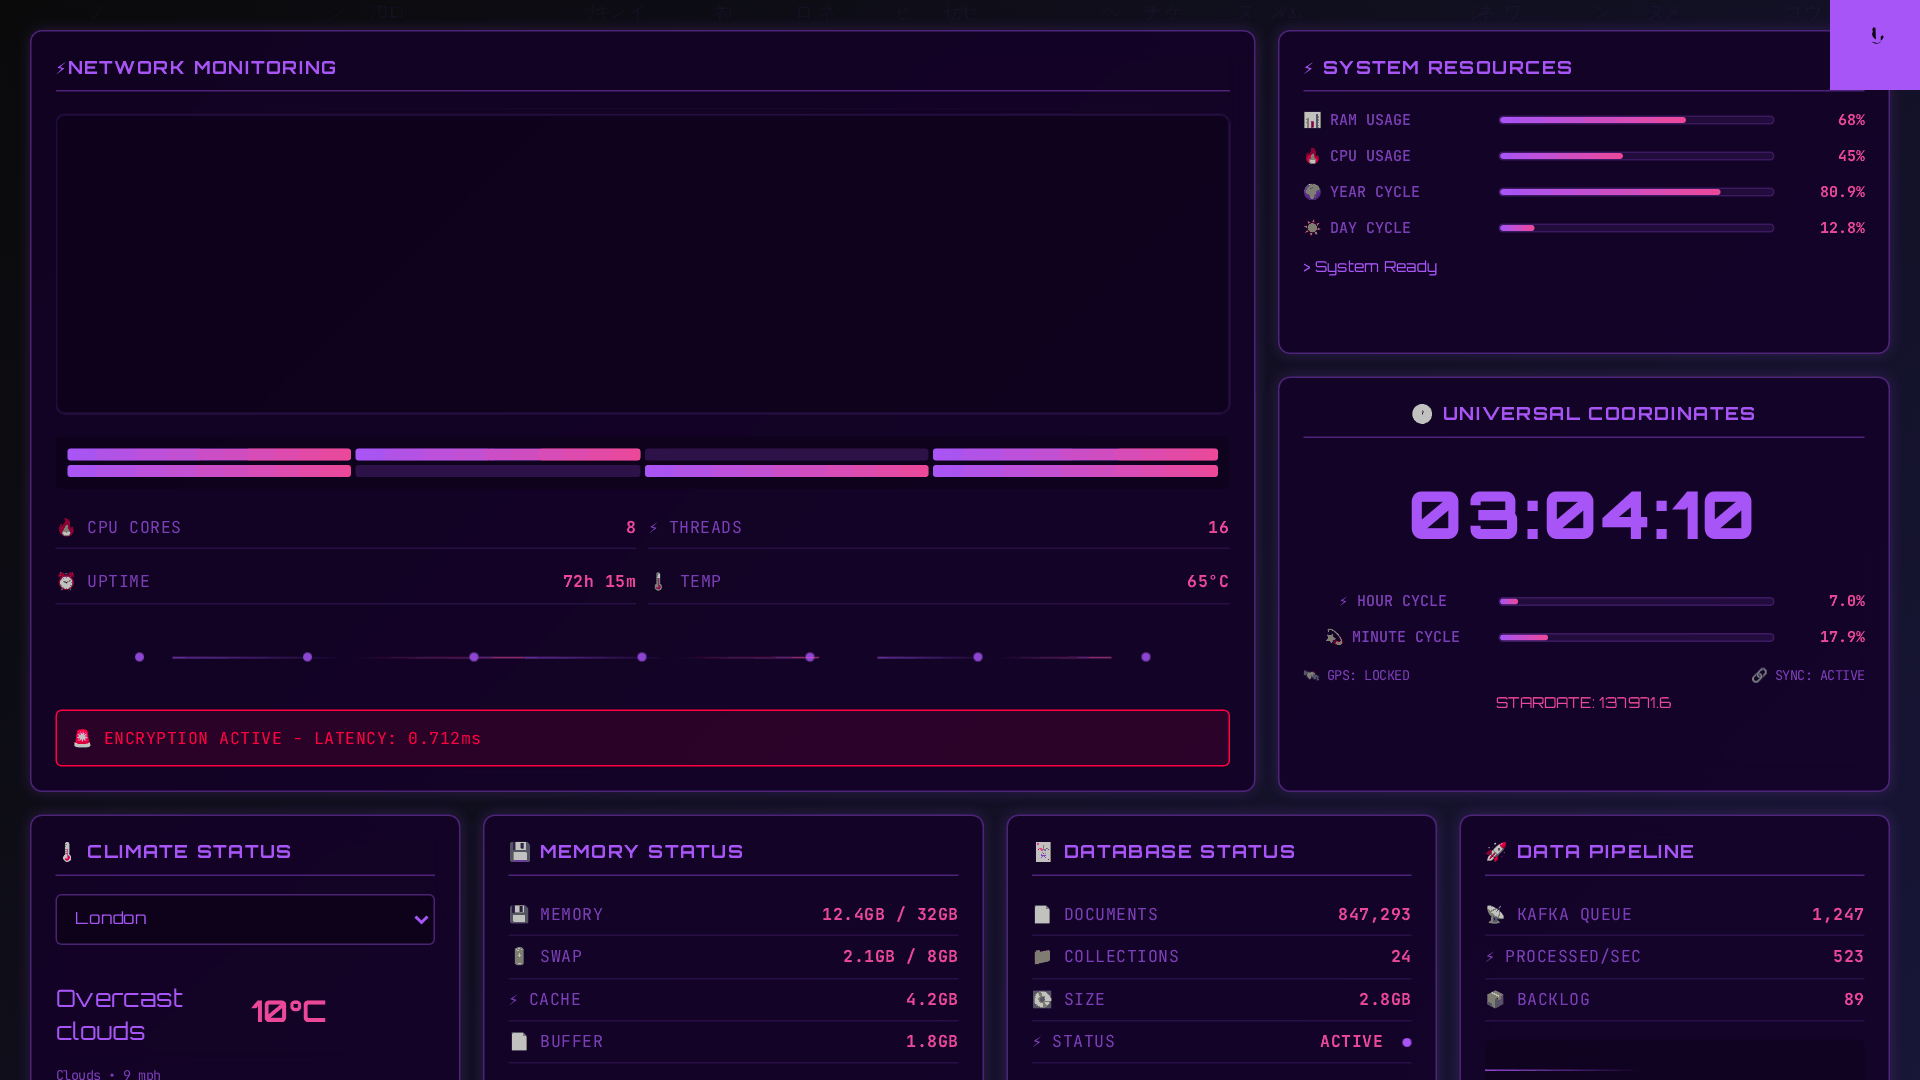 ⚡NETWORK MONITORING
🔥 CPU CORES 8
⚡ THREADS 16
⏰ UPTIME 72h 15m
🌡️ TEMP 65°C
🚨 ENCRYPTION ACTIVE - LATENCY: 0.712ms
⚡ SYSTEM RESOURCES
📊 RAM USAGE 68%
🔥 CPU USAGE 45%
🌍 YEAR CYCLE 80.9%
☀️ DAY CYCLE 12.8%
> System Ready
🕐 UNIVERSAL COORDINATES
03:04:10
⚡ HOUR CYCLE 7.0%
💫 MINUTE CYCLE 17.9%
🛰️ GPS: LOCKED
🔗 SYNC: ACTIVE
STARDATE: 137971.6
🌡️ CLIMATE STATUS
London
Overcast
clouds
10°C
Clouds • 9 mph
💾 MEMORY STATUS
💾 MEMORY 12.4GB / 32GB
🔋 SWAP 2.1GB / 8GB
⚡ CACHE 4.2GB
📄 BUFFER 1.8GB
🃏 DATABASE STATUS
📄 DOCUMENTS 847,293
📁 COLLECTIONS 24
💽 SIZE 2.8GB
⚡ STATUS ACTIVE
🚀 DATA PIPELINE
📡 KAFKA QUEUE 1,247
⚡ PROCESSED/SEC 523
📦 BACKLOG 89